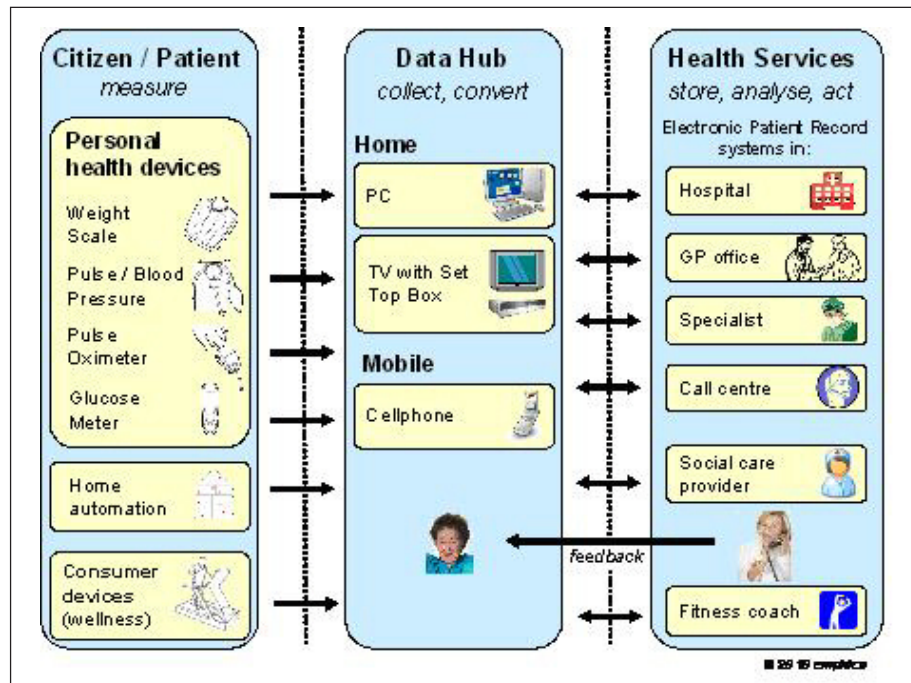 Citizen / Patient
measure
Personal
health devices
Weight
Scale
Pulse / Blood
Pressure
Pulse
Oximeter
Glucose
Meter
Home
automation
Consumer
devices
(wellness)
Data Hub
collect, convert
Home
PC
TV with Set
Top Box
Mobile
Cellphone
feedback
Health Services
store, analyse, act
Electronic Patient Record
systems in:
Hospital
GP office
Specialist
Call centre
Social care
provider
Fitness coach